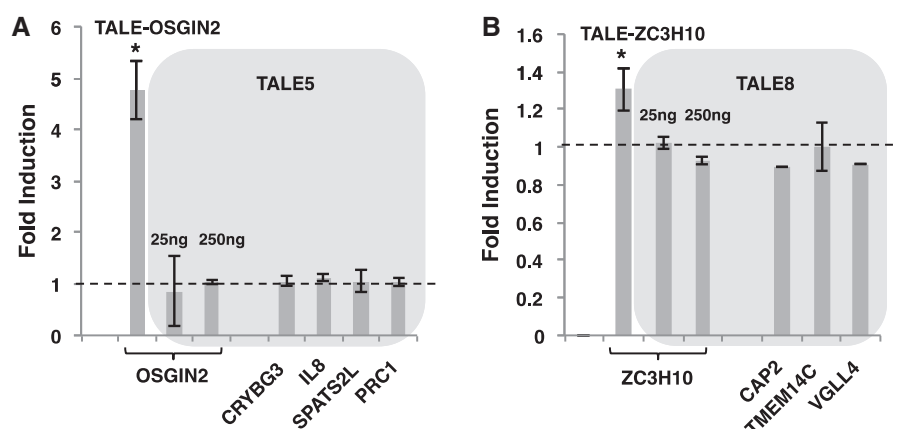 A
TALE-OSGIN2
*
TALE5
25ng 250ng
Fold Induction
6
5
4
3
2
1
0
OSGIN2
CRYBG3
IL8
SPATS2L
PRC1
B
TALE-ZC3H10
*
TALE8
25ng 250ng
Fold Induction
1.6
1.4
1.2
1
0.8
0.6
0.4
0.2
0
ZC3H10
CAP2
TMEM14C
VGLL4